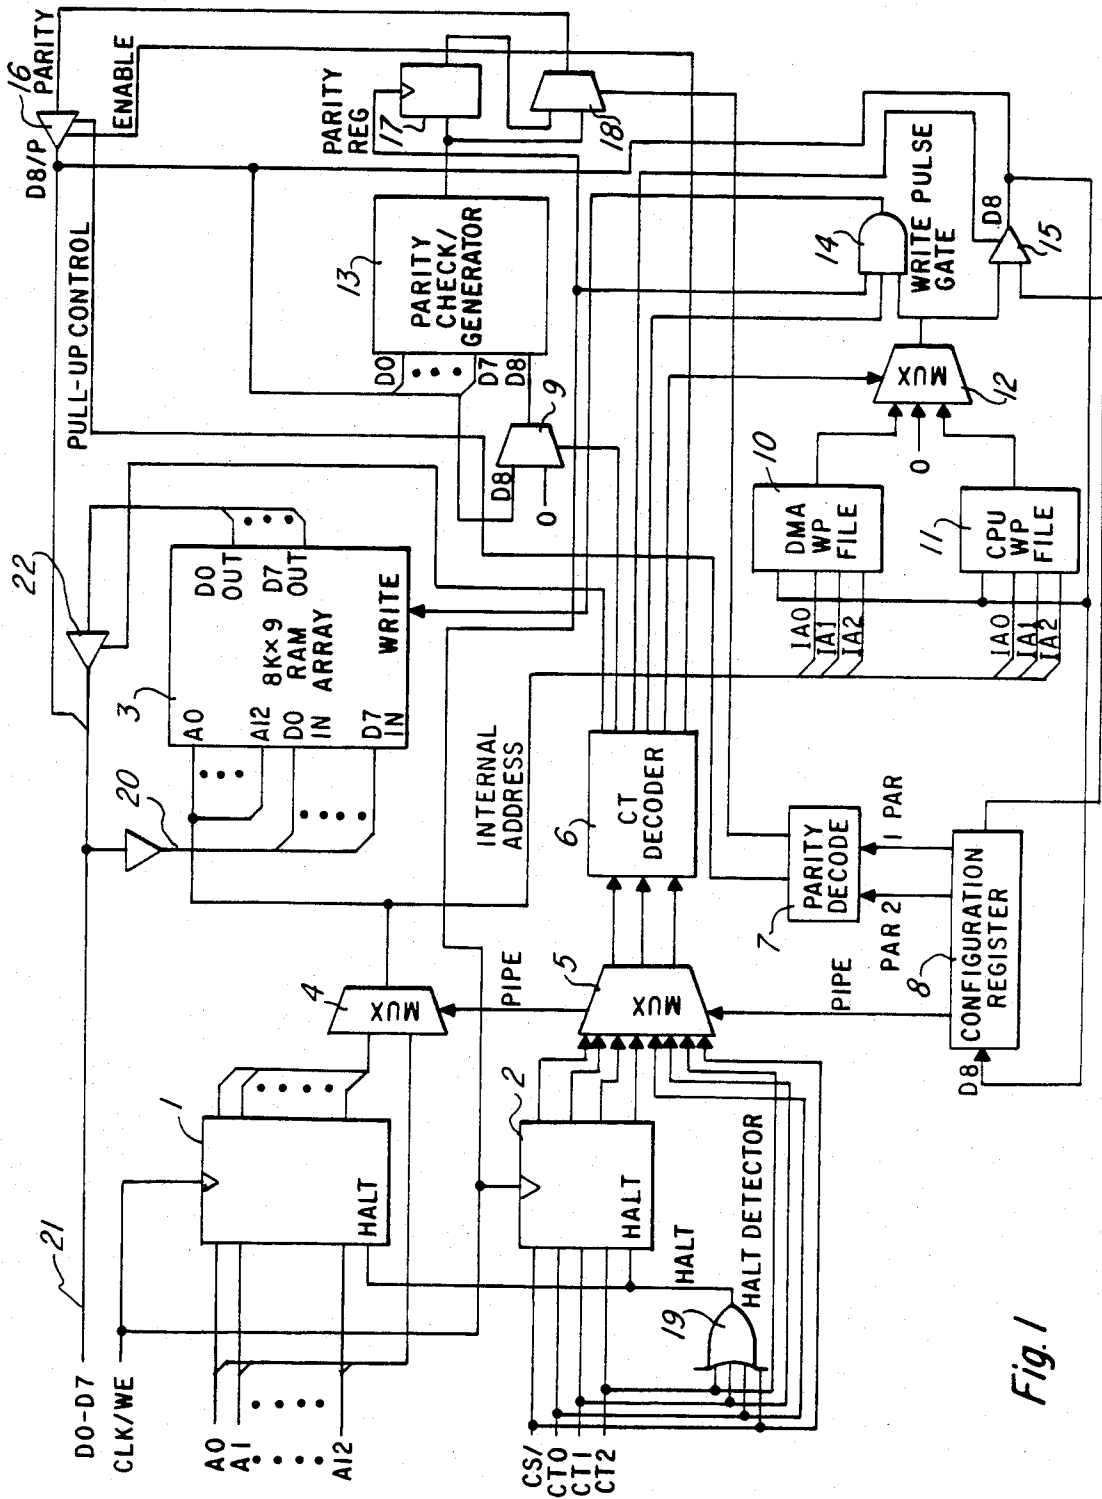 D0-D7
CLK/WE
A0
A1
A12
CS/
CT0
CT1
CT2
21
1
HALT
2
HALT
HALT
HALT DETECTOR
19
4
MUX
PIPE
5
MUX
PIPE
D8
8
CONFIGURATION
REGISTER
PAR 2
1 PAR
7
PARITY
DECODE
6
CT
DECODER
INTERNAL
ADDRESS
20
3
A0
A12
D0
IN
D7
IN
8K x 9
RAM
ARRAY
WRITE
D0
OUT
D7
OUT
22
PULL-UP CONTROL
D8/P
16
PARITY
ENABLE
PARITY
REG
17
18
13
PARITY
CHECK/
GENERATOR
D0
D7
D8
9
D8
0
10
DMA
WP
FILE
IA0
IA1
IA2
11
CPU
WP
FILE
IA0
IA1
IA2
0
MUX
12
14
WRITE PULSE
GATE
D8
15
Fig. 1